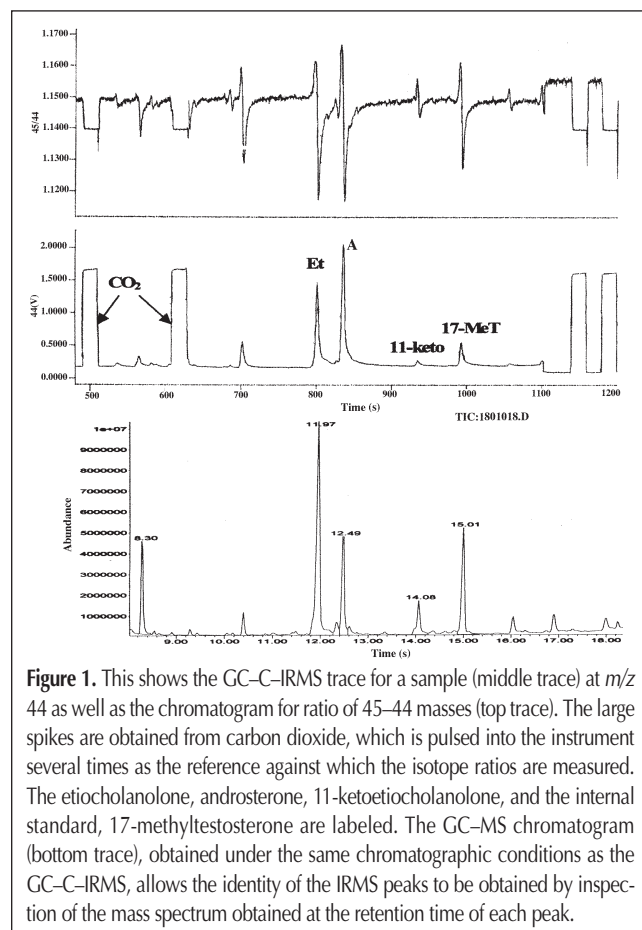 1.1700
1.1500
1.1400
1.1300
1.1200
45/44
2.0000
1.5000
1.0000
0.5000
0.0000
44(V)
CO₂
Et
A
11-keto
17-MeT
500 600 700 800 900 1000 1100 1200
Time (s)
TIC:1801018.D
1e+07
9000000
8000000
7000000
6000000
5000000
4000000
3000000
2000000
1000000
Abundance
8.30
11.97
12.49
14.08
15.01
9.00 10.00 11.00 12.00 13.00 14.00 15.00 16.00 17.00 18.00
Time (s)
Figure 1. This shows the GC–C–IRMS trace for a sample (middle trace) at m/z
44 as well as the chromatogram for ratio of 45–44 masses (top trace). The large
spikes are obtained from carbon dioxide, which is pulsed into the instrument
several times as the reference against which the isotope ratios are measured.
The etiocholanolone, androsterone, 11-ketoetiocholanolone, and the internal
standard, 17-methyltestosterone are labeled. The GC–MS chromatogram
(bottom trace), obtained under the same chromatographic conditions as the
GC–C–IRMS, allows the identity of the IRMS peaks to be obtained by inspec-
tion of the mass spectrum obtained at the retention time of each peak.